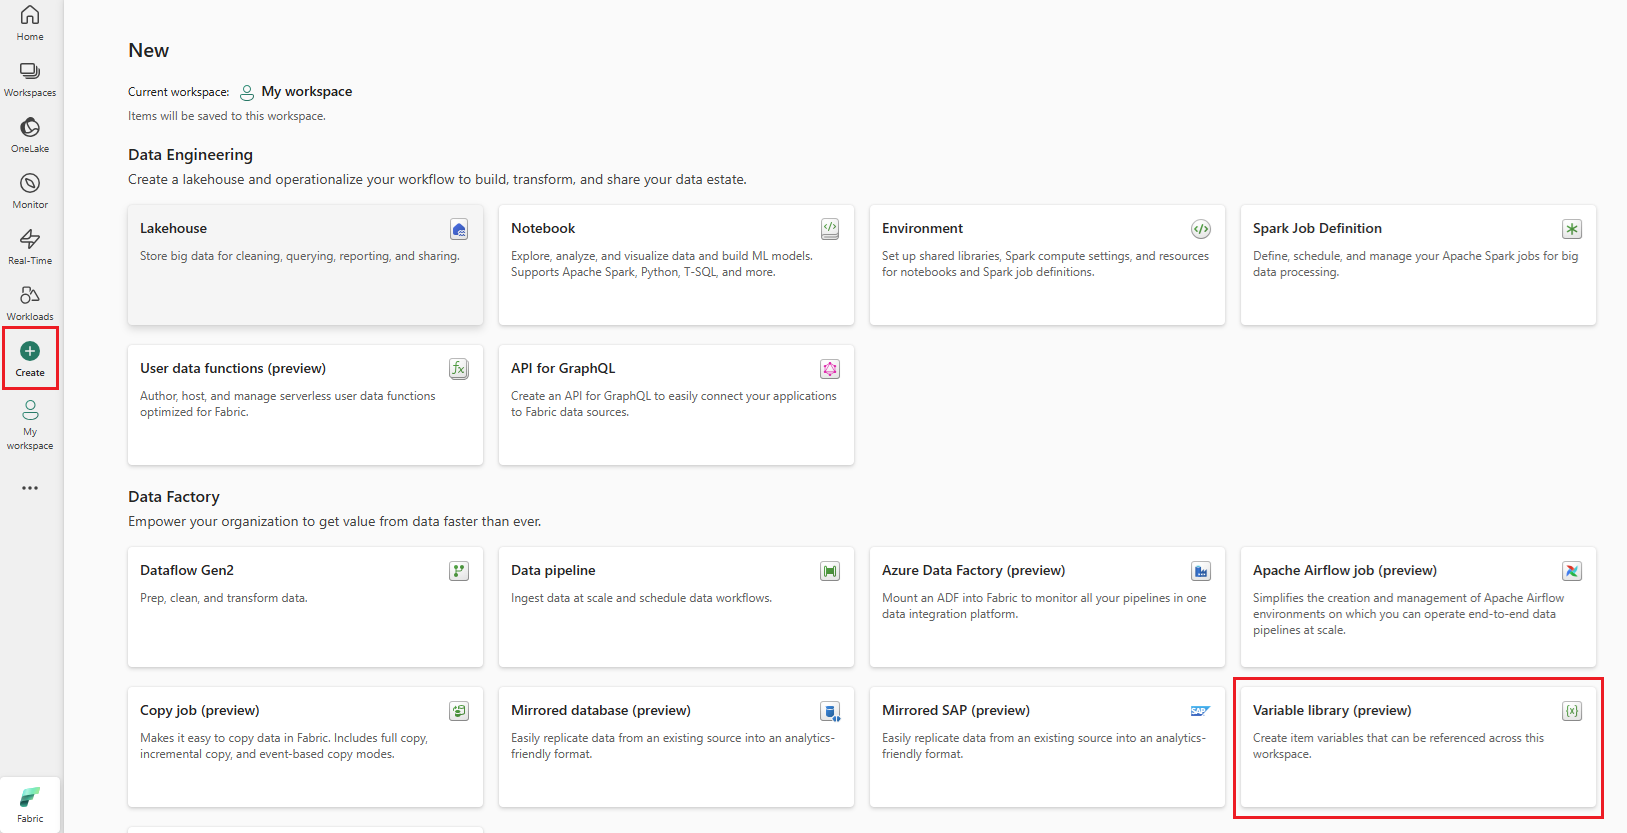 Home
Workspaces
OneLake
Monitor
Real-Time
Workloads
Create
My
workspace
Fabric
New
Current workspace: My workspace
Items will be saved to this workspace.
Data Engineering
Create a lakehouse and operationalize your workflow to build, transform, and share your data estate.
Lakehouse
Store big data for cleaning, querying, reporting, and sharing.
Notebook
Explore, analyze, and visualize data and build ML models.
Supports Apache Spark, Python, T-SQL, and more.
Environment
Set up shared libraries, Spark compute settings, and resources
for notebooks and Spark job definitions.
Spark Job Definition
Define, schedule, and manage your Apache Spark jobs for big
data processing.
User data functions (preview)
Author, host, and manage serverless user data functions
optimized for Fabric.
API for GraphQL
Create an API for GraphQL to easily connect your applications
to Fabric data sources.
Data Factory
Empower your organization to get value from data faster than ever.
Dataflow Gen2
Prep, clean, and transform data.
Data pipeline
Ingest data at scale and schedule data workflows.
Azure Data Factory (preview)
Mount an ADF into Fabric to monitor all your pipelines in one
data integration platform.
Apache Airflow job (preview)
Simplifies the creation and management of Apache Airflow
environments on which you can operate end-to-end data
pipelines at scale.
Copy job (preview)
Makes it easy to copy data in Fabric. Includes full copy,
incremental copy, and event-based copy modes.
Mirrored database (preview)
Easily replicate data from an existing source into an analytics-
friendly format.
Mirrored SAP (preview)
SAP
Easily replicate data from an existing source into an analytics-
friendly format.
Variable library (preview)
{x}
Create item variables that can be referenced across this
workspace.